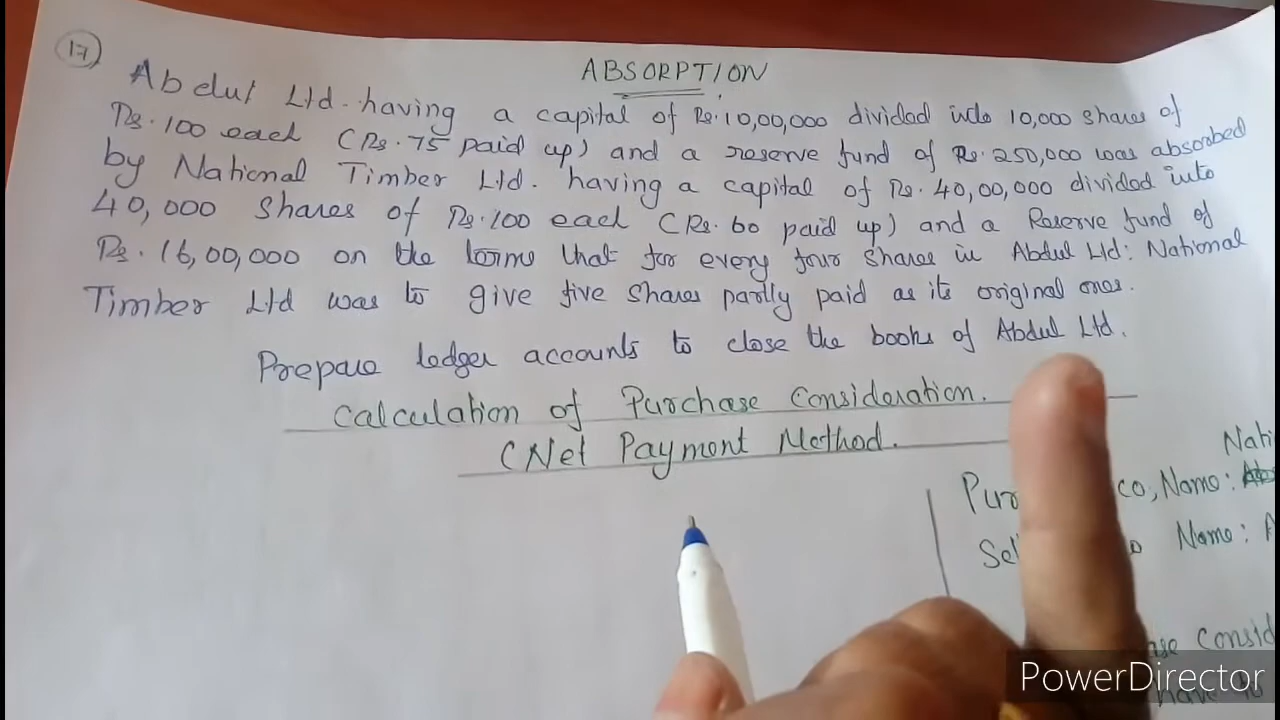 17
ABSORPTION
Abdul Ltd. having a capital of Rs. 10,00,000 divided into 10,000 shares of
Rs. 100 each (Rs. 75 paid up) and a reserve fund of Rs. 250,000 was absorbed
by National Timber Ltd. having a capital of Rs. 40,00,000 divided into
40,000 shares of Rs. 100 each (Rs. 60 paid up) and a Reserve fund of
Rs. 16,00,000 on the terms that for every four shares in Abdul Ltd: National
Timber Ltd was to give five shares partly paid as its original ones.
Prepare ledger accounts to close the books of Abdul Ltd.
Calculation of Purchase Consideration.
(Net Payment Method.
Nati
Pur co, Name:
Sel Name: A
Consid
have to
PowerDirector